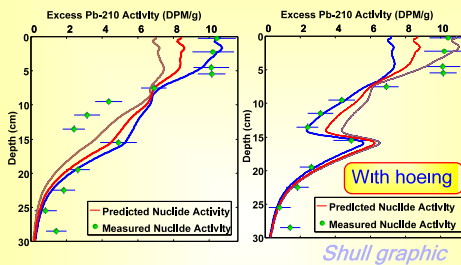 Excess Pb-210 Activity (DPM/g)
0 2 4 6 8 10
0
5
10
15
20
25
30
Depth (cm)
Predicted Nuclide Activity
Measured Nuclide Activity
Excess Pb-210 Activity (DPM/g)
0 2 4 6 8 10
0
5
10
15
20
25
30
Depth (cm)
With hoeing
Predicted Nuclide Activity
Measured Nuclide Activity
Shull graphic